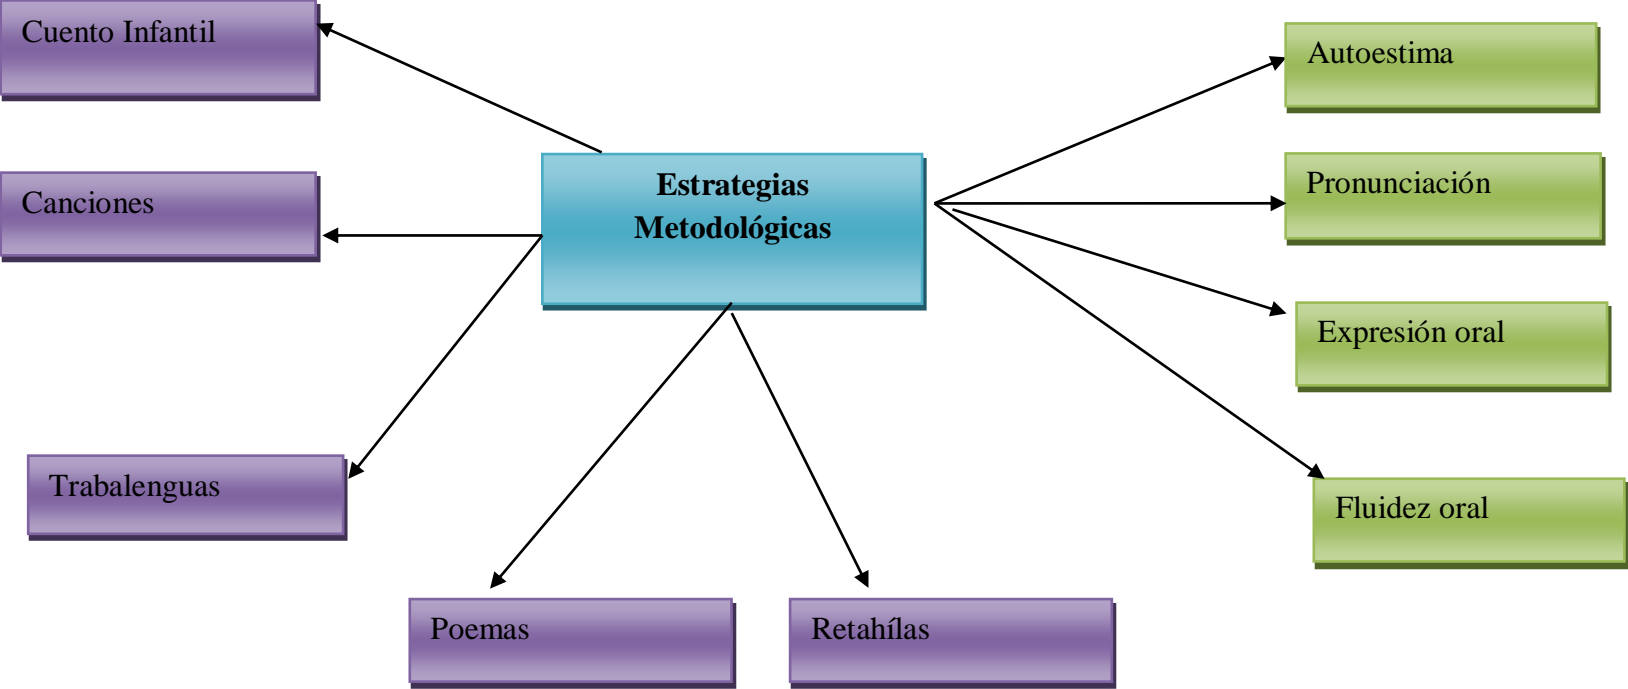 Cuento Infantil
Autoestima
Estrategias
Metodológicas
Pronunciación
Canciones
Expresión oral
Trabalenguas
Fluidez oral
Poemas
Retahílas